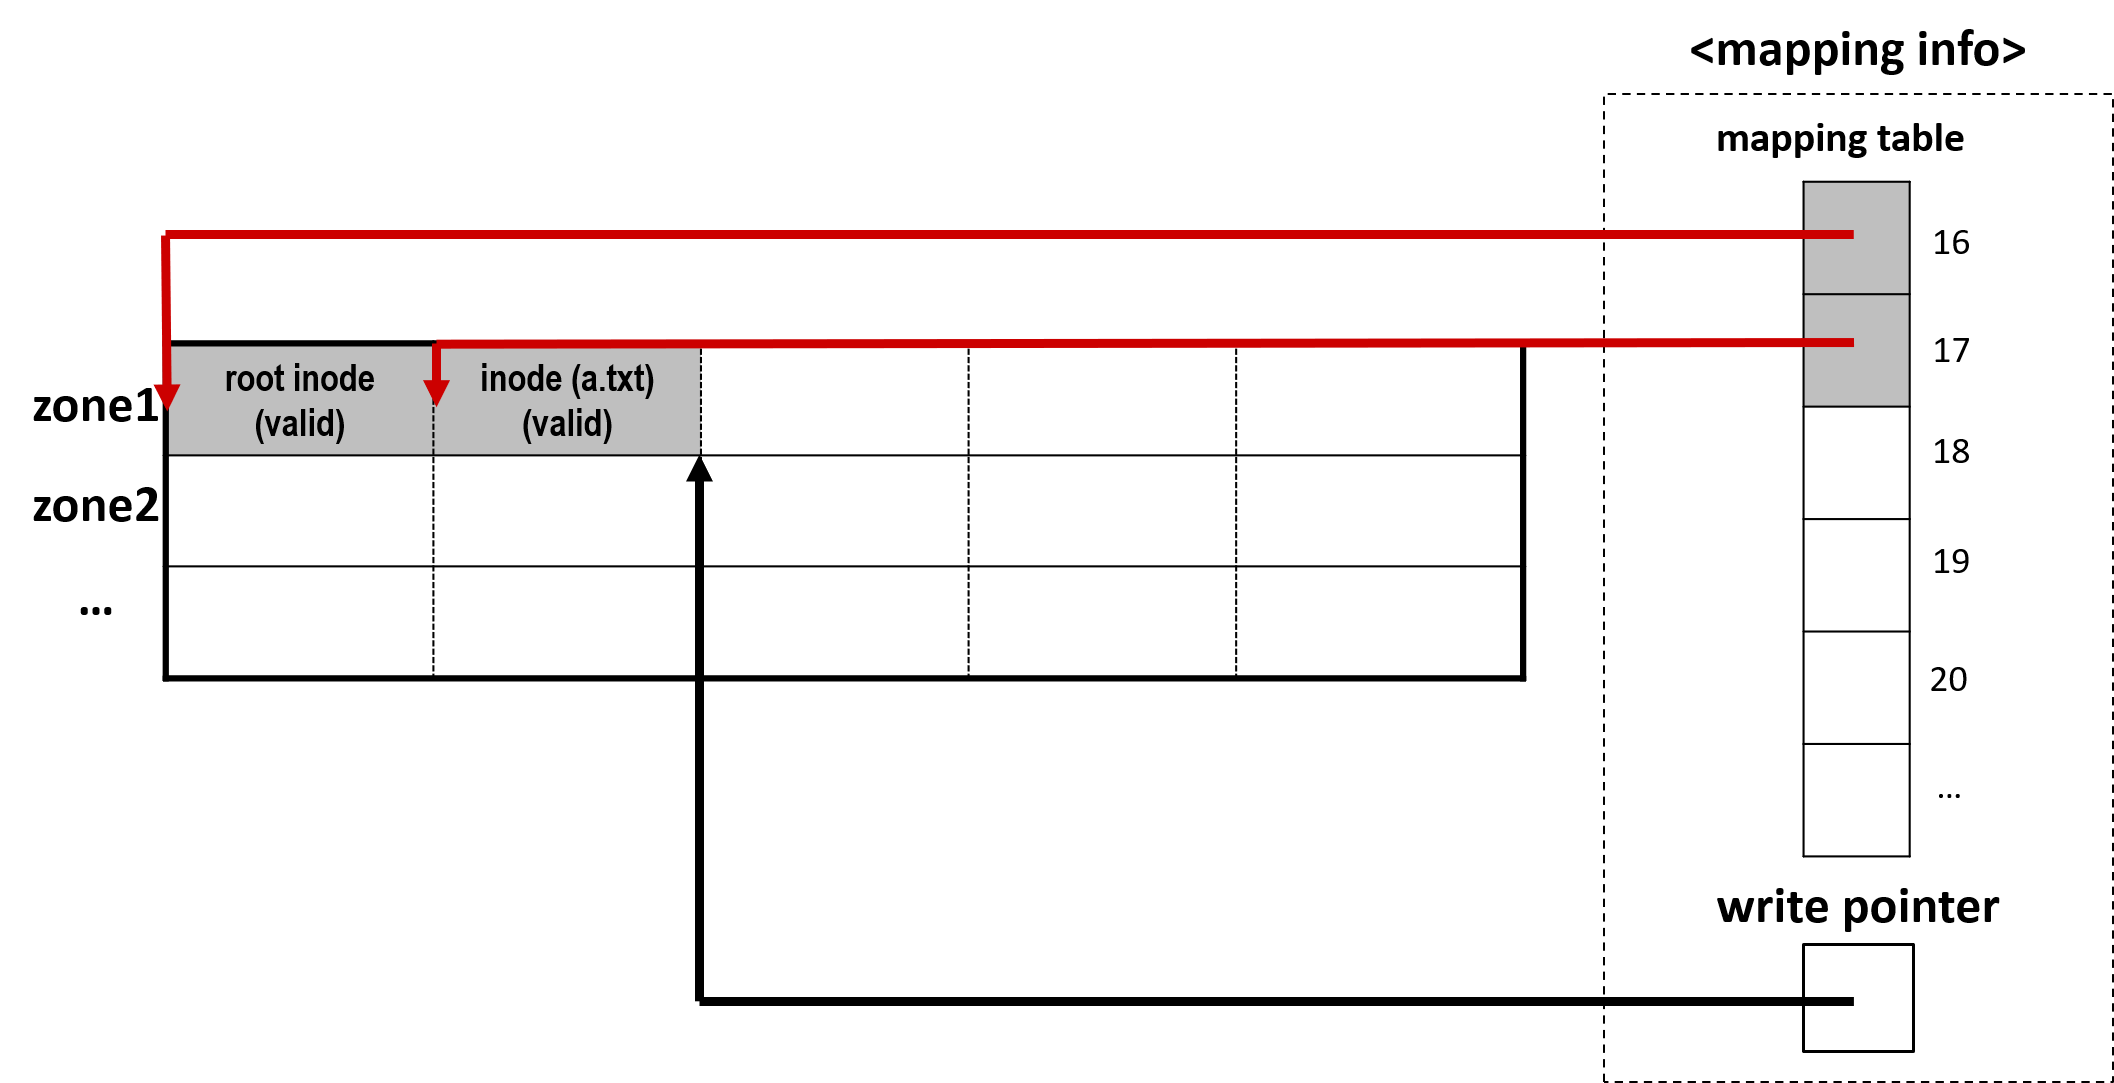 <mapping info>
mapping table
16
17
18
19
20
...
root inode
(valid)
inode (a.txt)
(valid)
zone1
zone2
...
write pointer